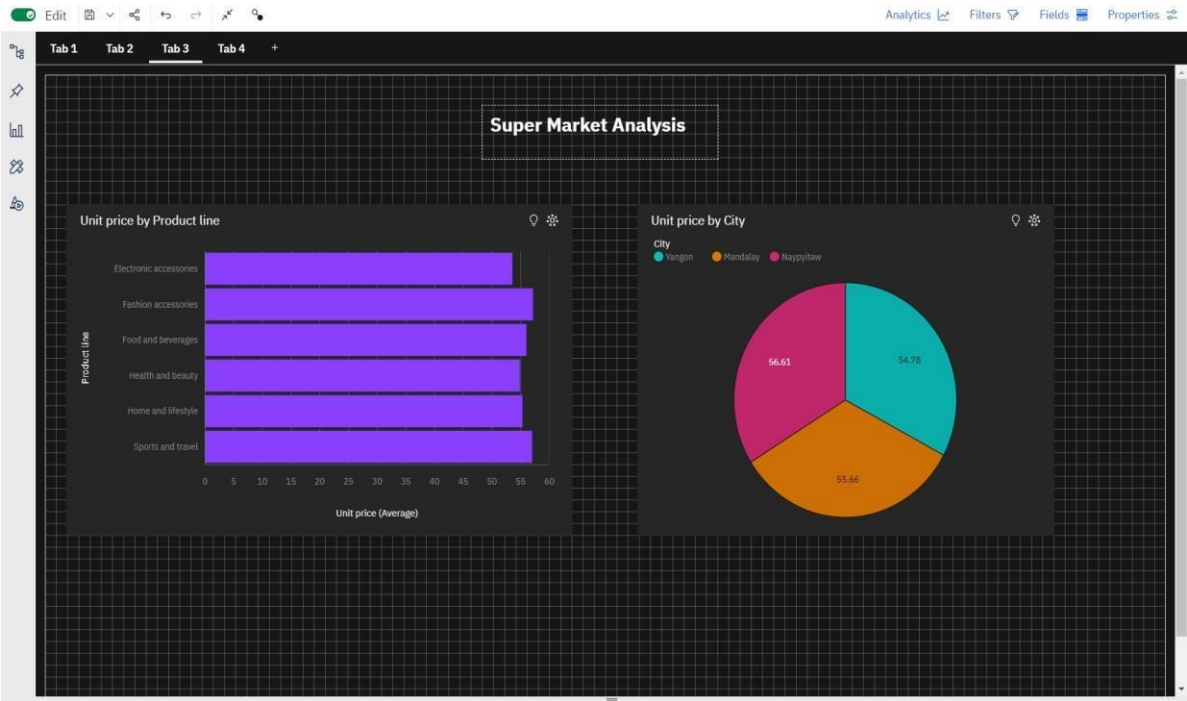 Edit
Analytics Filters Fields Properties
Tab 1 Tab 2 Tab 3 Tab 4 +
Super Market Analysis
Unit price by Product line
Product line
Electronic accessories
Fashion accessories
Food and beverages
Health and beauty
Home and lifestyle
Sports and travel
0 5 10 15 20 25 30 35 40 45 50 55 60
Unit price (Average)
Unit price by City
City
Yangon Mandalay Naypyitaw
56.61
54.78
55.66